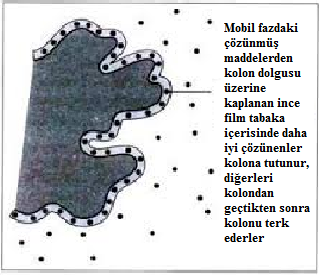 Mobil fazdaki
çözünmüş
maddelerden
kolon dolgusu
üzerine
kaplanan ince
film tabaka
içerisinde daha
iyi çözünenler
kolona tutunur,
diğerleri
kolondan
geçtikten sonra
kolonu terk
ederler